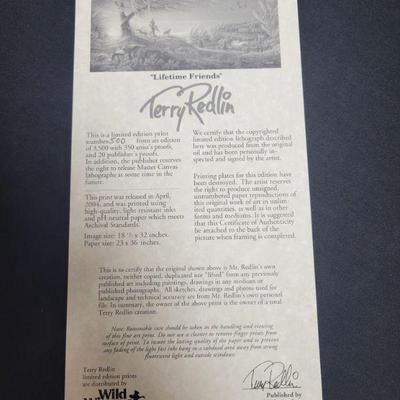 "Lifetime Friends"
Terry Redlin
This is a limited edition print
number 500 from an edition
of 3,500 with 350 artist's proofs.
and 20 publisher's proofs.
In addition, the publisher reserves
the right to release Master Canvas
lithographs at some time in the
future.
This print was released in April,
2004, and was printed using
high-quality, light resistant inks
and pH neutral paper which meets
Archival Standards.
Image size: 18 ½ x 32 inches.
Paper size: 23 x 36 inches.
We certify that the copyrighted
limited edition lithograph described
here was produced from the original
oil and has been personally in-
spected and signed by the artist.
Printing plates for this edition have
been destroyed. The artist reserves
the right to produce unsigned,
unnumbered paper reproductions of
this original work of art in unlim-
ited quantities, as well as in other
forms and mediums. It is suggested
that this Certificate of Authenticity
be attached to the back of the
picture when framing is completed.
This is to certify that the original shown above is Mr. Redlin's own
creation, neither copied, duplicated nor "lifted" from any previously
published art including paintings, drawings in any medium or
published photographs. All sketches, drawings and photos used for
landscape and technical accuracy are from Mr. Redlin's own personal
file. In summary, the owner of the above print is the owner of a total
Terry Redlin creation.
Note: Reasonable care should be taken in the handling and viewing
of this fine art print. Do not use a cleaner to remove finger prints from
surface of print. To insure the lasting quality of the paper and to prevent
any fading of the light fast inks hang in a subdued area away from strong
fluorescent light and outside windows.
Terry Redlin
limited edition prints
are distributed by
Wild
Terry Redlin
Published by